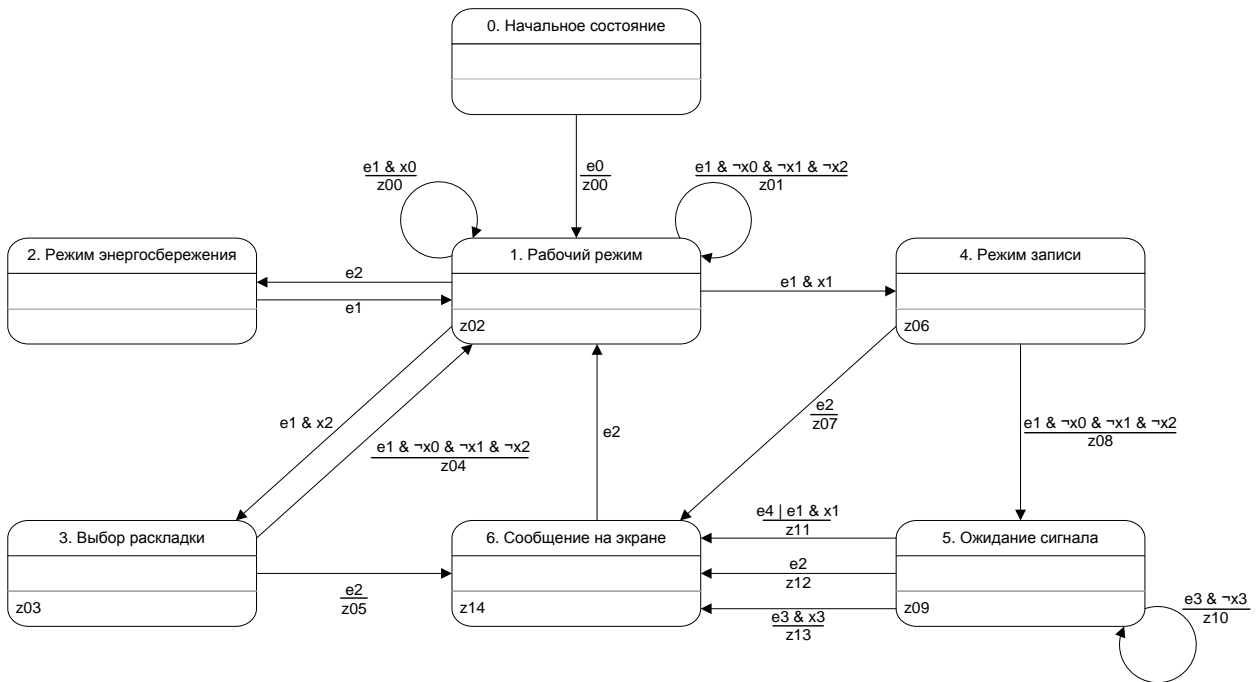 0. Начальное состояние
e1 & x0
z00
e0
z00
e1 & ¬x0 & ¬x1 & ¬x2
z01
2. Режим энергосбережения
1. Рабочий режим
z02
4. Режим записи
z06
e2
e1
e1 & x1
e1 & x2
e1 & ¬x0 & ¬x1 & ¬x2
z04
e2
e2
z07
e1 & ¬x0 & ¬x1 & ¬x2
z08
3. Выбор раскладки
z03
e2
z05
6. Сообщение на экране
z14
e4 | e1 & x1
z11
e2
z12
e3 & x3
z13
5. Ожидание сигнала
z09
e3 & ¬x3
z10